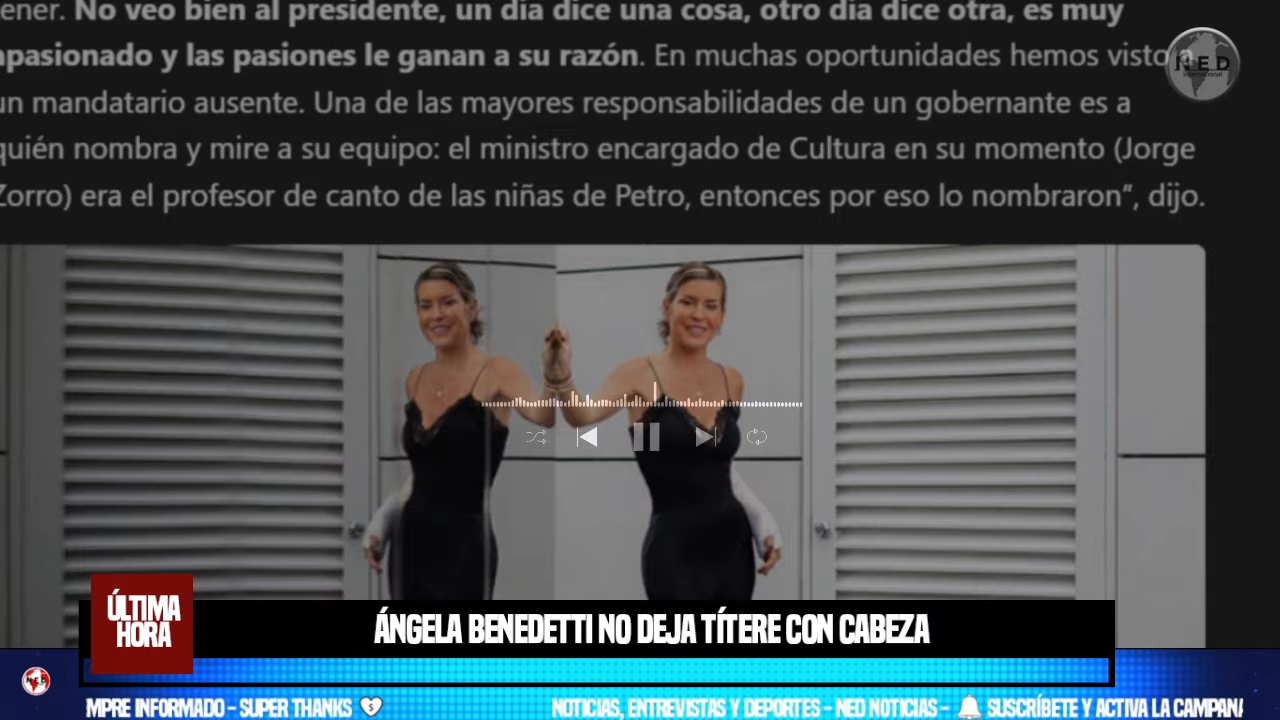 ener. No veo bien al presidente, un día dice una cosa, otro día dice otra, es muy
apasionado y las pasiones le ganan a su razón. En muchas oportunidades hemos visto a
un mandatario ausente. Una de las mayores responsabilidades de un gobernante es a
quién nombra y mire a su equipo: el ministro encargado de Cultura en su momento (Jorge
Zorro) era el profesor de canto de las niñas de Petro, entonces por eso lo nombraron”, dijo.
NED
International
ÚLTIMA
HORA
ÁNGELA BENEDETTI NO DEJA TÍTERE CON CABEZA
NED
MPRE INFORMADO - SUPER THANKS NOTICIAS, ENTREVISTAS Y DEPORTES - NED NOTICIAS - SUSCRÍBETE Y ACTIVA LA CAMPANA